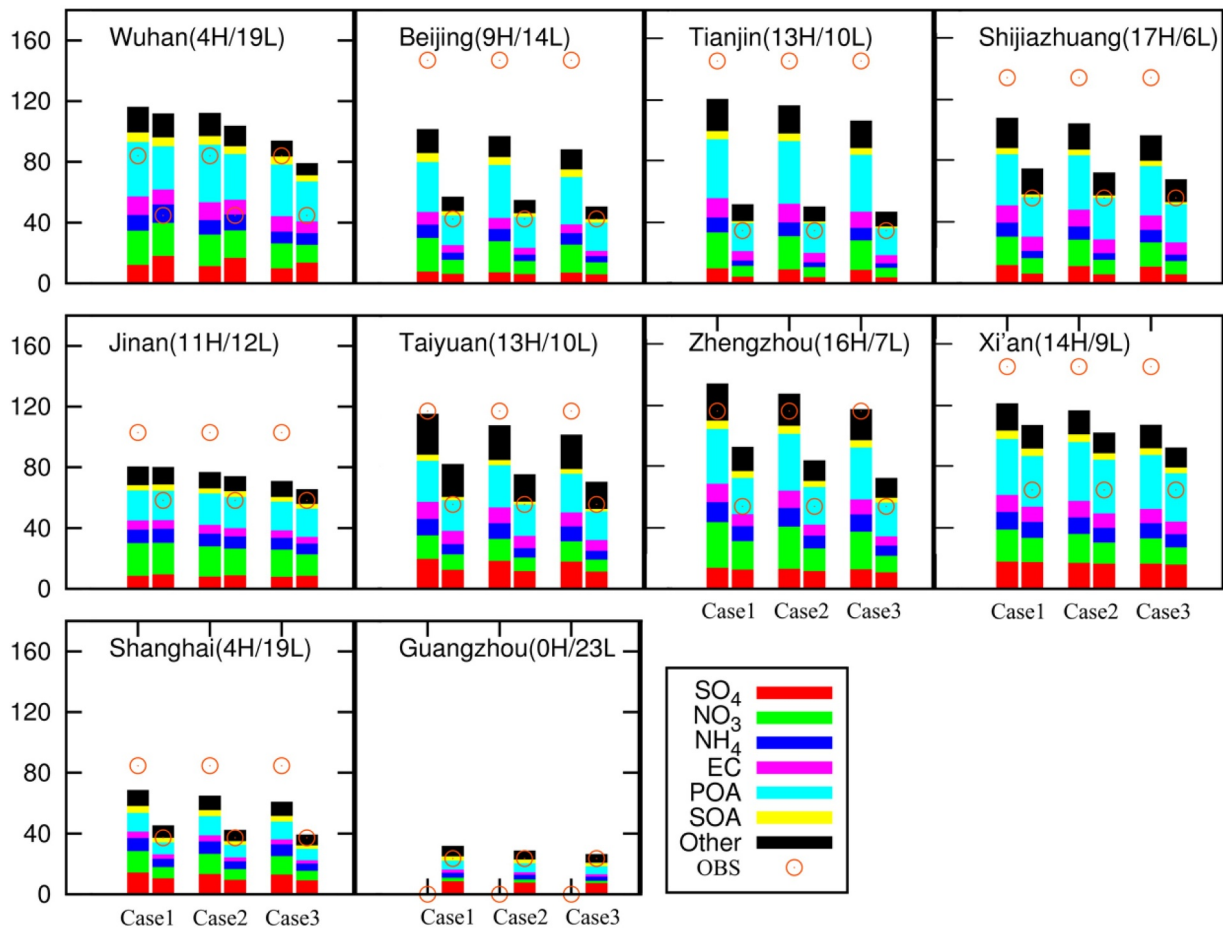 160
120
80
40
0
Wuhan(4H/19L)
Beijing(9H/14L)
Tianjin(13H/10L)
Shijiazhuang(17H/6L)
160
120
80
40
0
Jinan(11H/12L)
Taiyuan(13H/10L)
Zhengzhou(16H/7L)
Xi'an(14H/9L)
Case1 Case2 Case3
Case1 Case2 Case3
160
120
80
40
0
Shanghai(4H/19L)
Guangzhou(0H/23L
Case1 Case2 Case3
Case1 Case2 Case3
SO4
NO3
NH4
EC
POA
SOA
Other
OBS